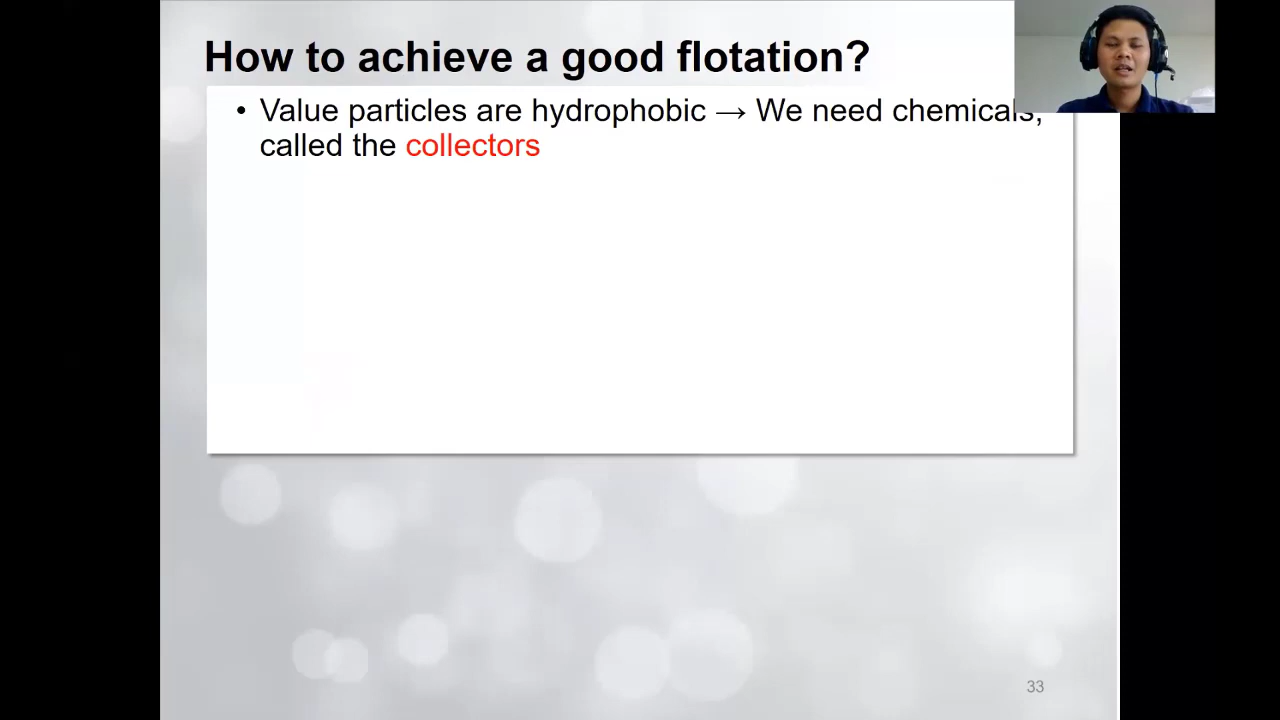 How to achieve a good flotation?
• Value particles are hydrophobic → We need chemicals,
called the collectors
33